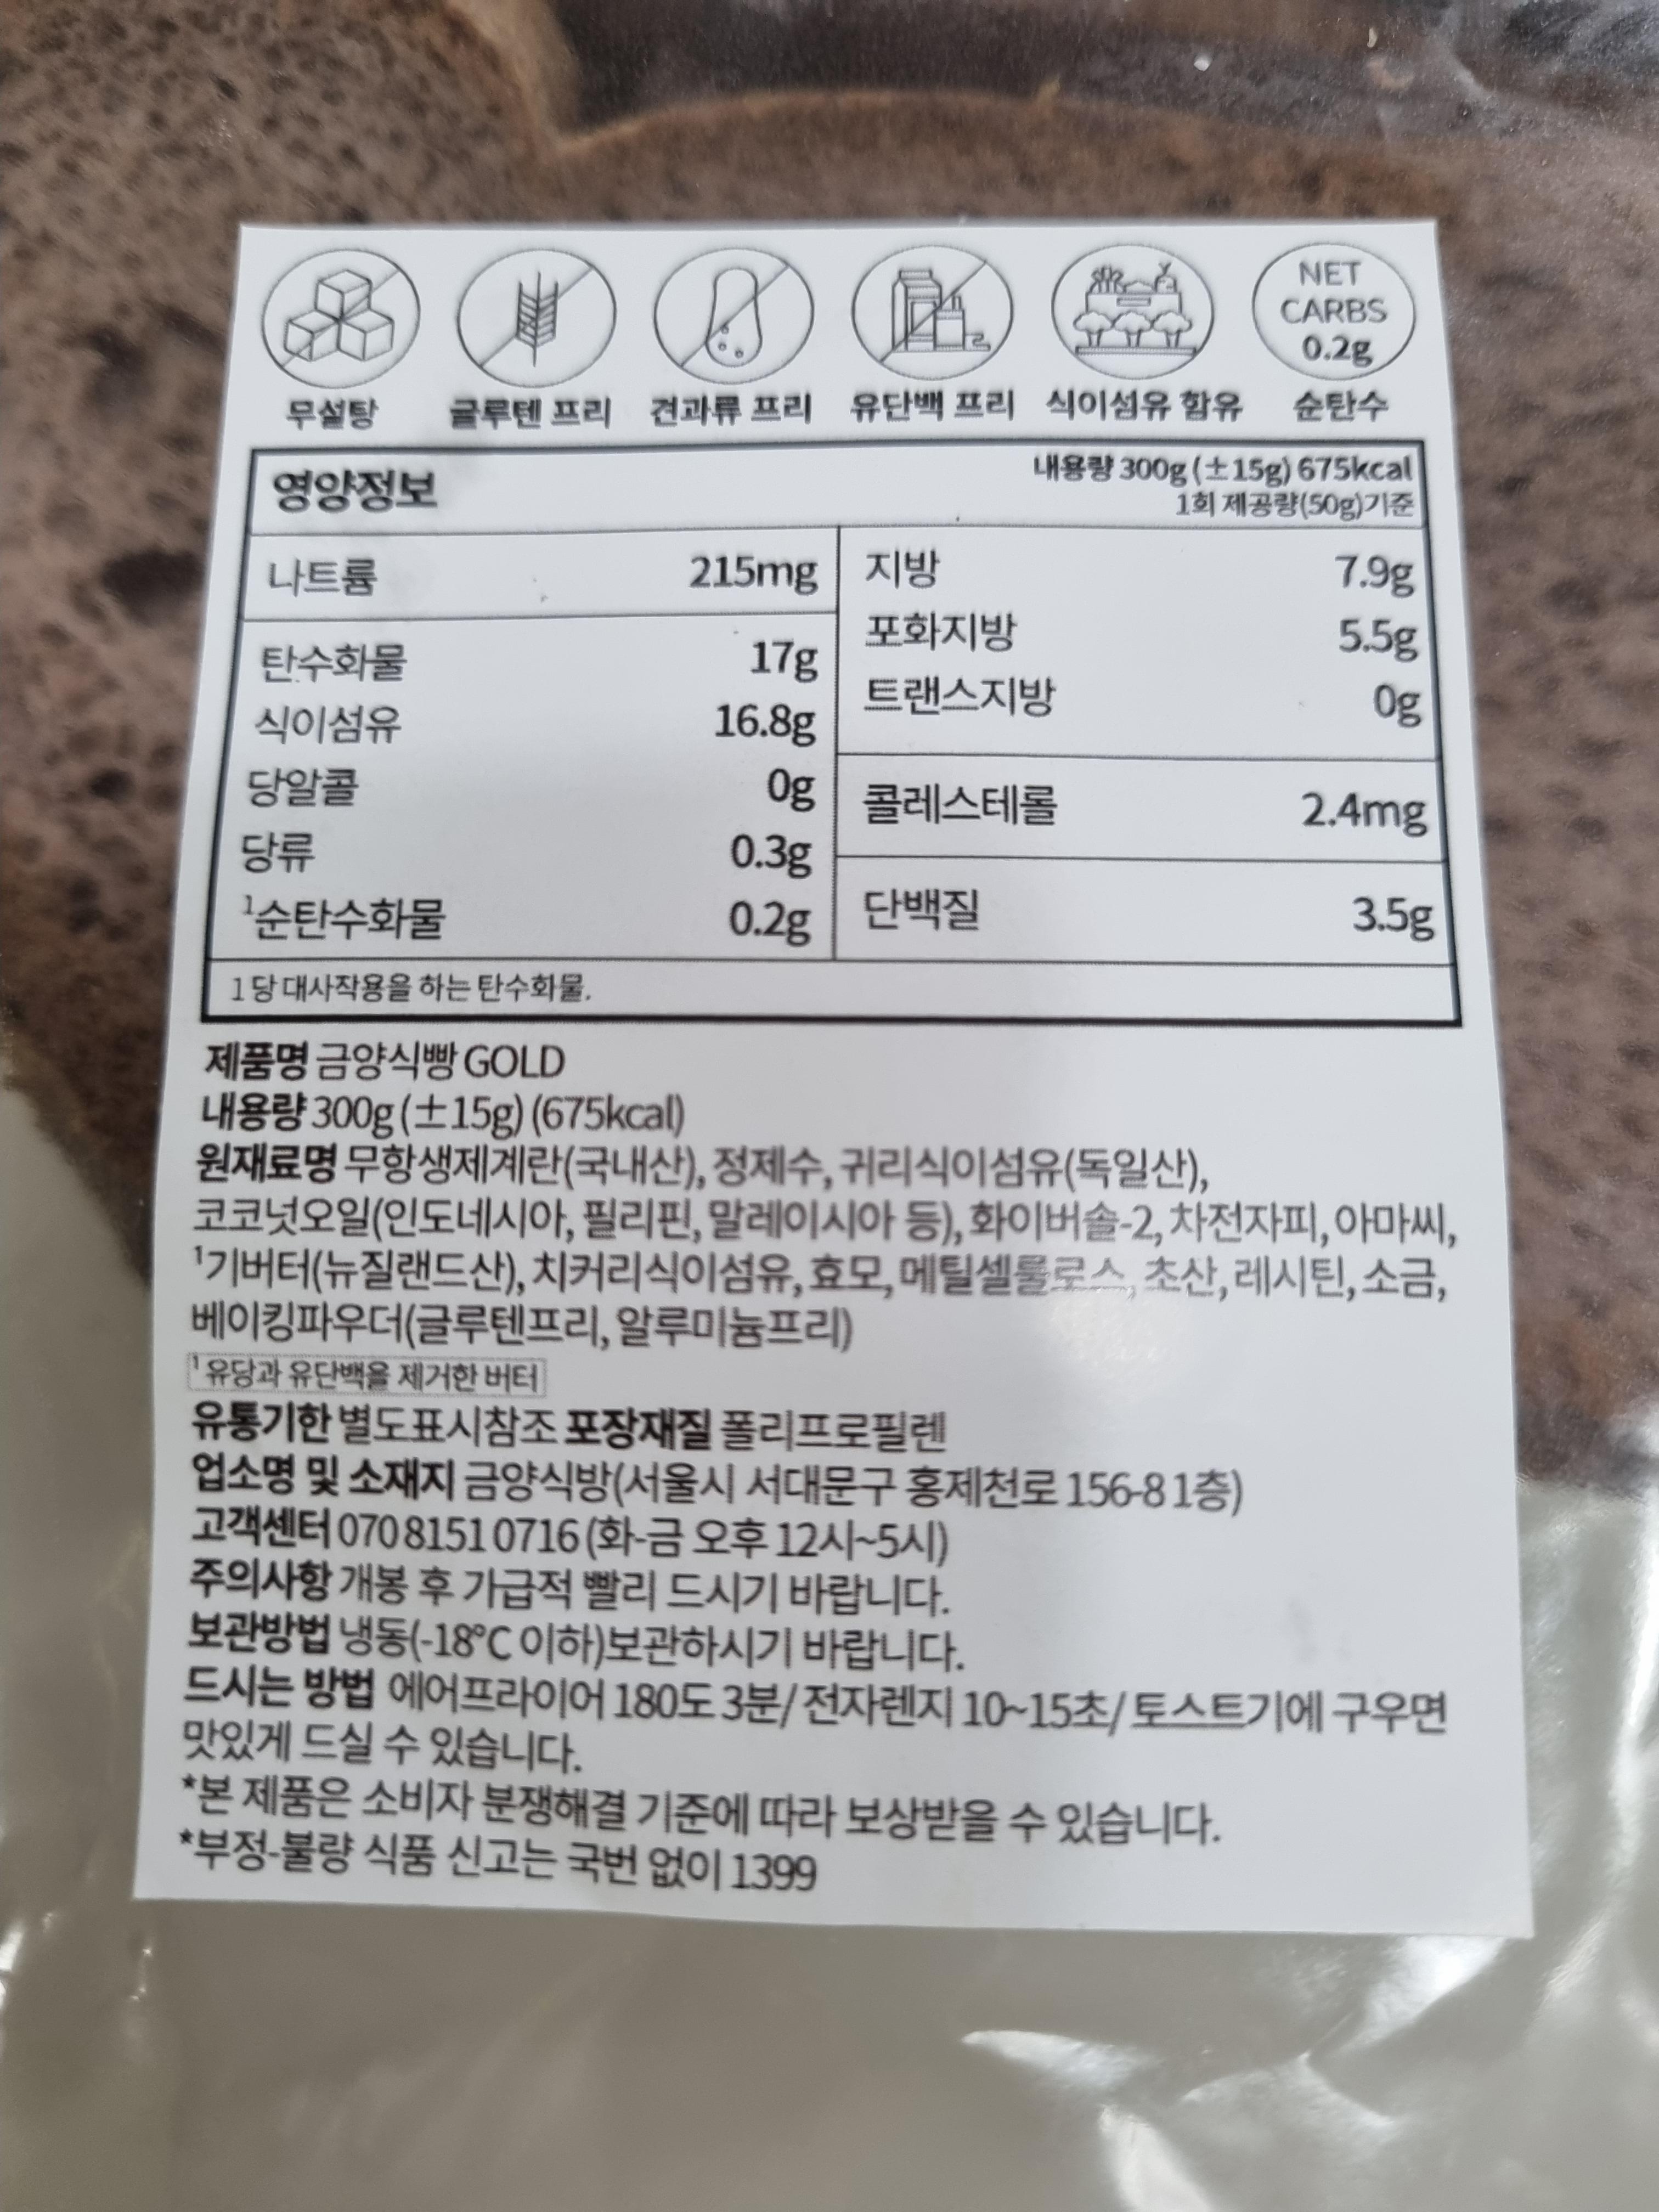 NET
CARBS
0.2g
무설탕 글루텐 프리 견과류 프리 유단백 프리 식이섬유 함유 순탄수
영양정보
내용량 300g (±15g) 675kcal
1회 제공량(50g)기준
나트륨 215mg
탄수화물 17g
식이섬유 16.8g
당알콜 0g
당류 0.3g
¹순탄수화물 0.2g
지방 7.9g
포화지방 5.5g
트랜스지방 0g
콜레스테롤 2.4mg
단백질 3.5g
1 당 대사작용을 하는 탄수화물.
제품명 금양식빵 GOLD
내용량 300g (±15g) (675kcal)
원재료명 무항생제계란(국내산), 정제수, 귀리식이섬유(독일산),
코코넛오일(인도네시아, 필리핀, 말레이시아 등), 화이버솔-2, 차전자피, 아마씨,
¹기버터(뉴질랜드산), 치커리식이섬유, 효모, 메틸셀룰로스, 초산, 레시틴, 소금,
베이킹파우더(글루텐프리, 알루미늄프리)
¹ 유당과 유단백을 제거한 버터
유통기한 별도표시참조 포장재질 폴리프로필렌
업소명 및 소재지 금양식방(서울시 서대문구 홍제천로 156-8 1층)
고객센터 070 8151 0716 (화-금 오후 12시~5시)
주의사항 개봉 후 가급적 빨리 드시기 바랍니다.
보관방법 냉동(-18℃ 이하)보관하시기 바랍니다.
드시는 방법 에어프라이어 180도 3분/ 전자렌지 10~15초/ 토스트기에 구우면
맛있게 드실 수 있습니다.
*본 제품은 소비자 분쟁해결 기준에 따라 보상받을 수 있습니다.
*부정-불량 식품 신고는 국번 없이 1399